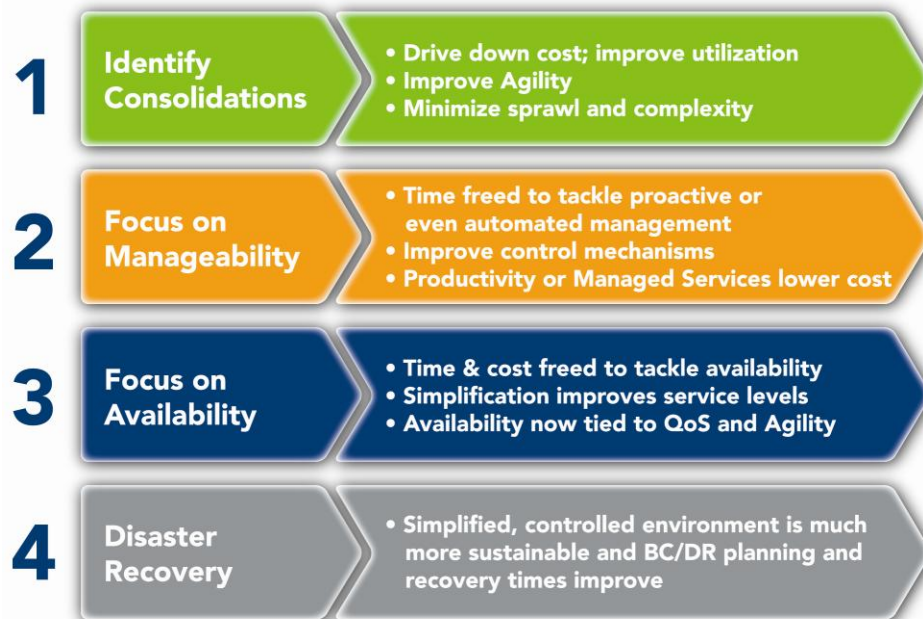 1
Identify
Consolidations
• Drive down cost; improve utilization
• Improve Agility
• Minimize sprawl and complexity
2
Focus on
Manageability
• Time freed to tackle proactive or
even automated management
• Improve control mechanisms
• Productivity or Managed Services lower cost
3
Focus on
Availability
• Time & cost freed to tackle availability
• Simplification improves service levels
• Availability now tied to QoS and Agility
4
Disaster
Recovery
• Simplified, controlled environment is much
more sustainable and BC/DR planning and
recovery times improve